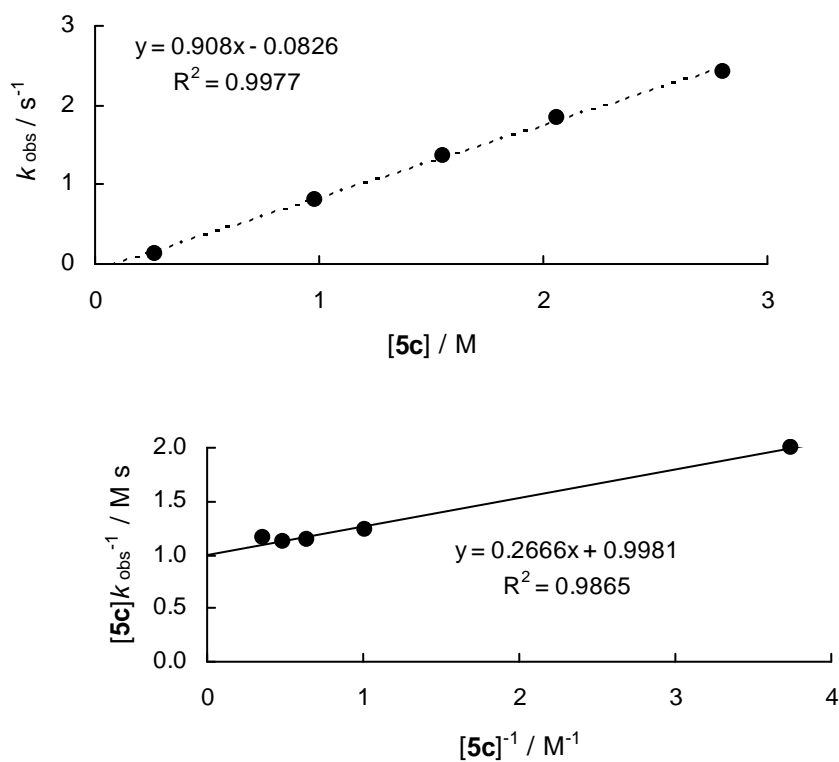 3
2
1
0
k obs / s⁻¹
y = 0.908x - 0.0826
R² = 0.9977
0 1 2 3
[5c] / M
2.0
1.5
1.0
0.5
0.0
[5c]k obs⁻¹ / M s
y = 0.2666x + 0.9981
R² = 0.9865
0 1 2 3 4
[5c]⁻¹ / M⁻¹